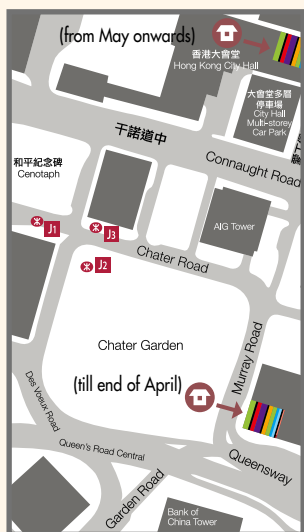 (from May onwards)
香港大會堂
Hong Kong City Hall
大會堂多層
停車場
City Hall
Multi-storey
Car Park
干諾道中
Connaught Road
和平紀念碑
Cenotaph
AIG Tower
J1
J3
J2
Chater Road
Chater Garden
Murray Road
(till end of April)
Des Voeux Road
Queen's Road Central
Queensway
Garden Road
Bank of
China Tower